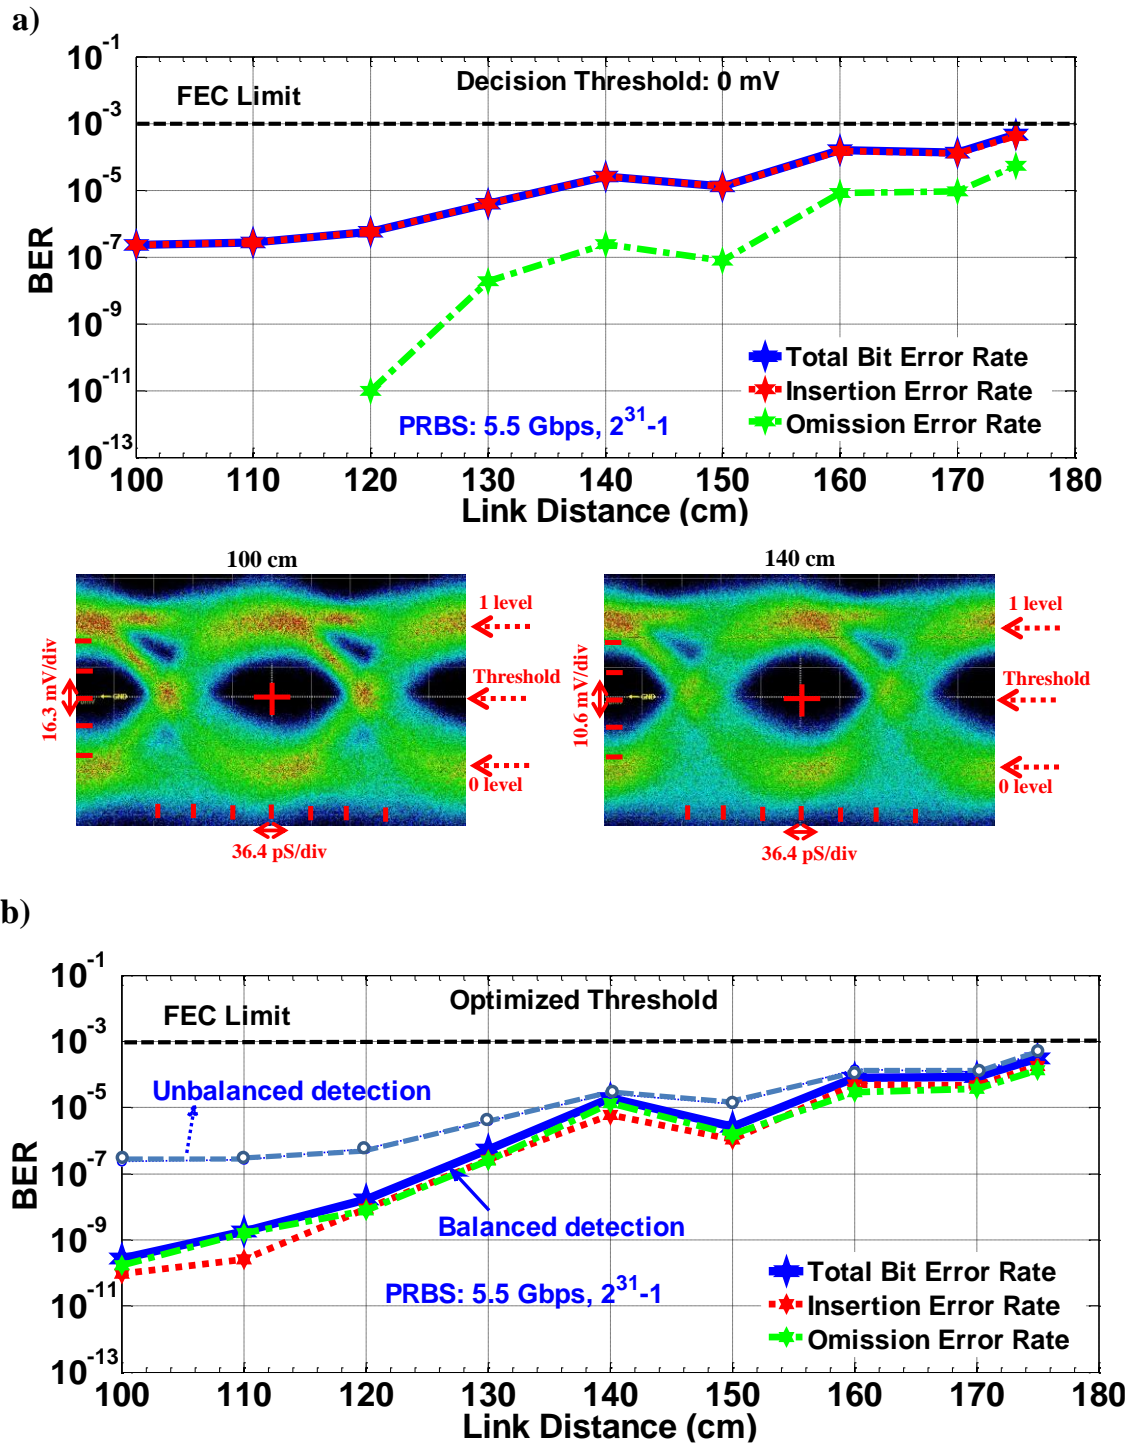 a)
10^-1
10^-3
10^-5
10^-7
10^-9
10^-11
10^-13
BER
Decision Threshold: 0 mV
FEC Limit
Total Bit Error Rate
Insertion Error Rate
Omission Error Rate
PRBS: 5.5 Gbps, 2^31-1
100 110 120 130 140 150 160 170 180
Link Distance (cm)
100 cm
16.3 mV/div
GND
1 level
Threshold
0 level
36.4 pS/div
140 cm
10.6 mV/div
GND
1 level
Threshold
0 level
36.4 pS/div
b)
10^-1
10^-3
10^-5
10^-7
10^-9
10^-11
10^-13
BER
Optimized Threshold
FEC Limit
Unbalanced detection
Balanced detection
PRBS: 5.5 Gbps, 2^31-1
Total Bit Error Rate
Insertion Error Rate
Omission Error Rate
100 110 120 130 140 150 160 170 180
Link Distance (cm)